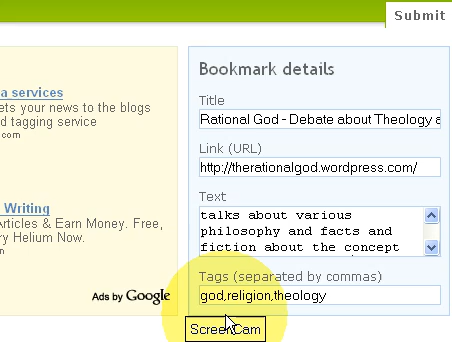 Submit
a services
ets your news to the blogs
d tagging service
com
Writing
Articles & Earn Money. Free,
ry Helium Now.
Ads by Google
Bookmark details
Title
Rational God - Debate about Theology a
Link (URL)
http://therationalgod.wordpress.com/
Text
talks about various
philosophy and facts and
fiction about the concept
Tags (separated by commas)
god,religion,theology
ScreenCam